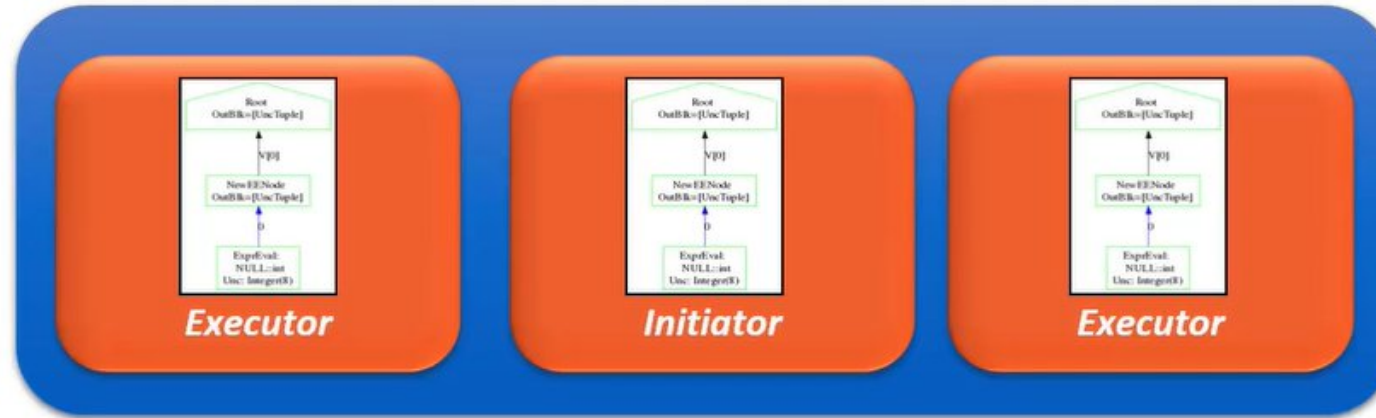 Root
OutBlk=[UncTuple]
V[0]
NewEENode
OutBlk=[UncTuple]
0
ExprEval:
NULL::int
Unc: Integer(8)
Executor
Root
OutBlk=[UncTuple]
V[0]
NewEENode
OutBlk=[UncTuple]
0
ExprEval:
NULL::int
Unc: Integer(8)
Initiator
Root
OutBlk=[UncTuple]
V[0]
NewEENode
OutBlk=[UncTuple]
0
ExprEval:
NULL::int
Unc: Integer(8)
Executor